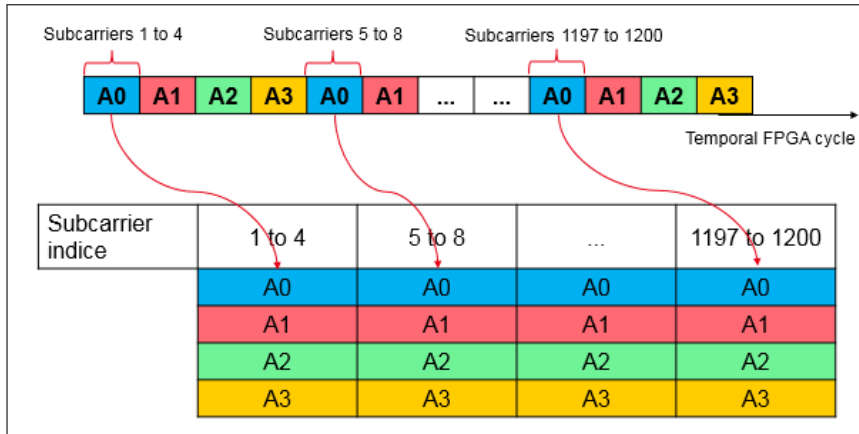 Subcarriers 1 to 4 Subcarriers 5 to 8 Subcarriers 1197 to 1200
A0 A1 A2 A3 A0 A1 ... ... A0 A1 A2 A3
Temporal FPGA cycle
Subcarrier
indice
1 to 4 5 to 8 ... 1197 to 1200
A0 A0 A0 A0
A1 A1 A1 A1
A2 A2 A2 A2
A3 A3 A3 A3